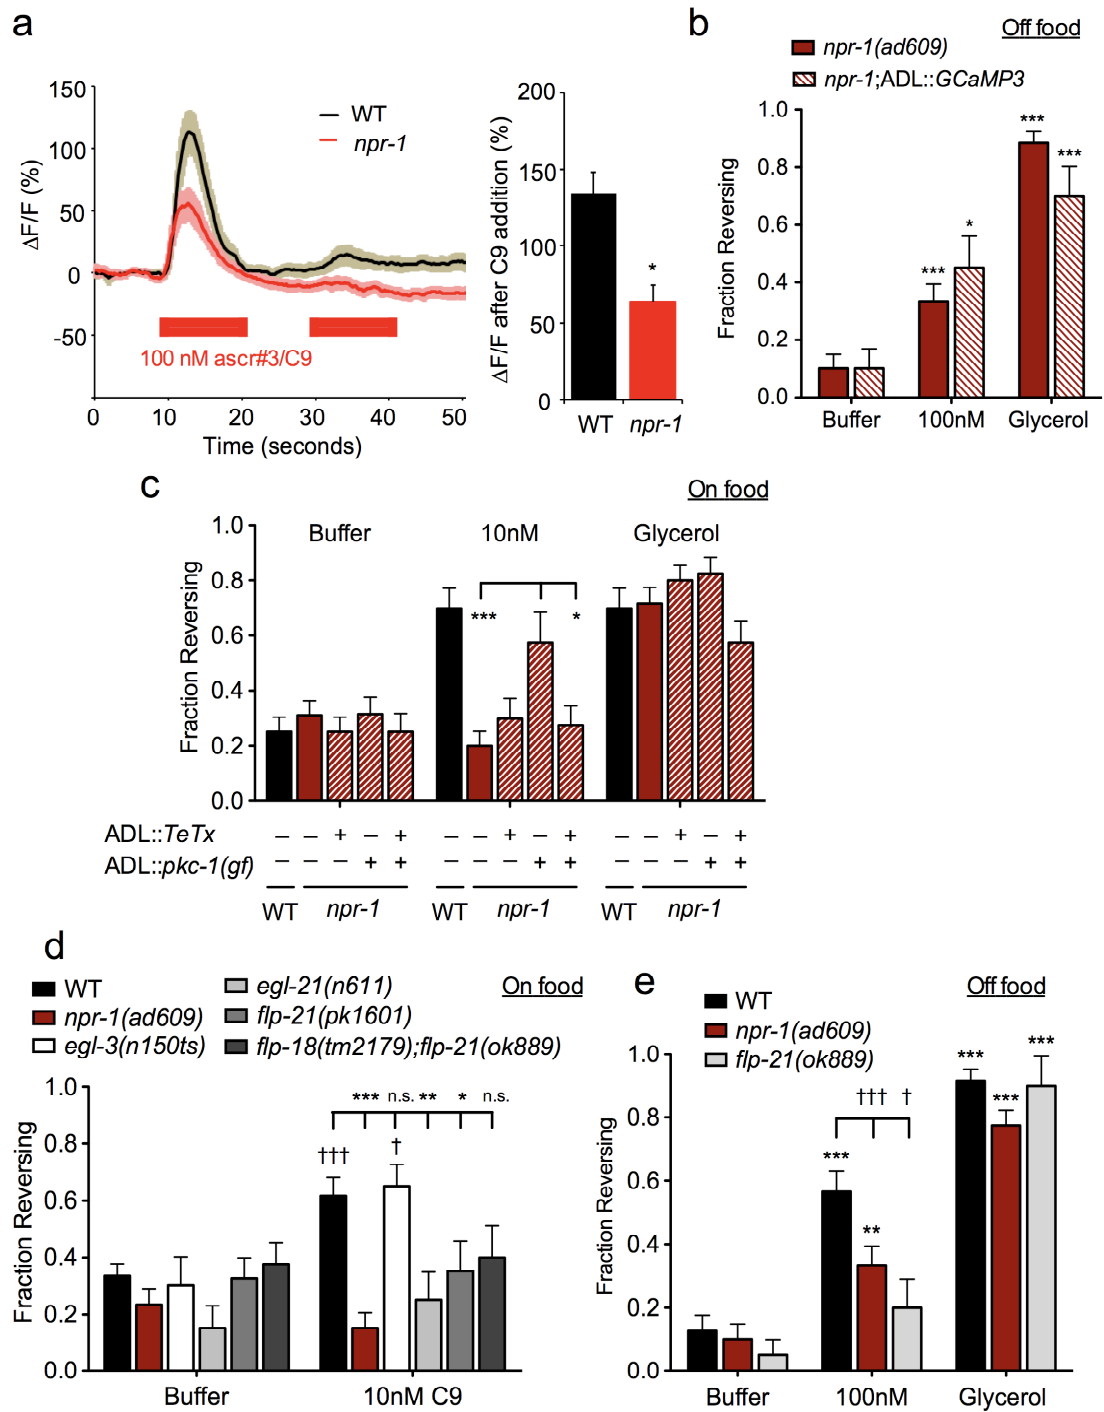 a
150
100
50
0
−50
ΔF/F (%)
WT
npr-1
100 nM ascr#3/C9
0 10 20 30 40 50
Time (seconds)
200
150
100
50
0
ΔF/F after C9 addition (%)
*
WT npr-1
b
Off food
npr-1(ad609)
npr-1;ADL::GCaMP3
1.0
0.8
0.6
0.4
0.2
0.0
Fraction Reversing
*** * *** ***
Buffer 100nM Glycerol
c
On food
Buffer 10nM Glycerol
1.0
0.8
0.6
0.4
0.2
0.0
Fraction Reversing
*** *
ADL::TeTx − − + − + − − + − + − − + − +
ADL::pkc-1(gf) − − − + + − − − + + − − − + +
WT npr-1 WT npr-1 WT npr-1
d
On food
WT
npr-1(ad609)
egl-3(n150ts)
egl-21(n611)
flp-21(pk1601)
flp-18(tm2179);flp-21(ok889)
1.0
0.8
0.6
0.4
0.2
0.0
Fraction Reversing
*** n.s. ** * n.s.
††† †
Buffer 10nM C9
e
Off food
WT
npr-1(ad609)
flp-21(ok889)
1.0
0.8
0.6
0.4
0.2
0.0
Fraction Reversing
††† †
*** ** *** *** ***
Buffer 100nM Glycerol